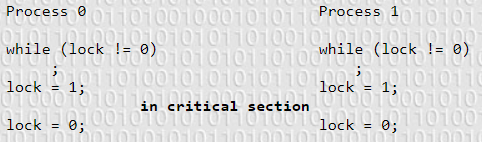 Process 0 Process 1
while (lock != 0) while (lock != 0)
; ;
lock = 1; lock = 1;
in critical section
lock = 0; lock = 0;